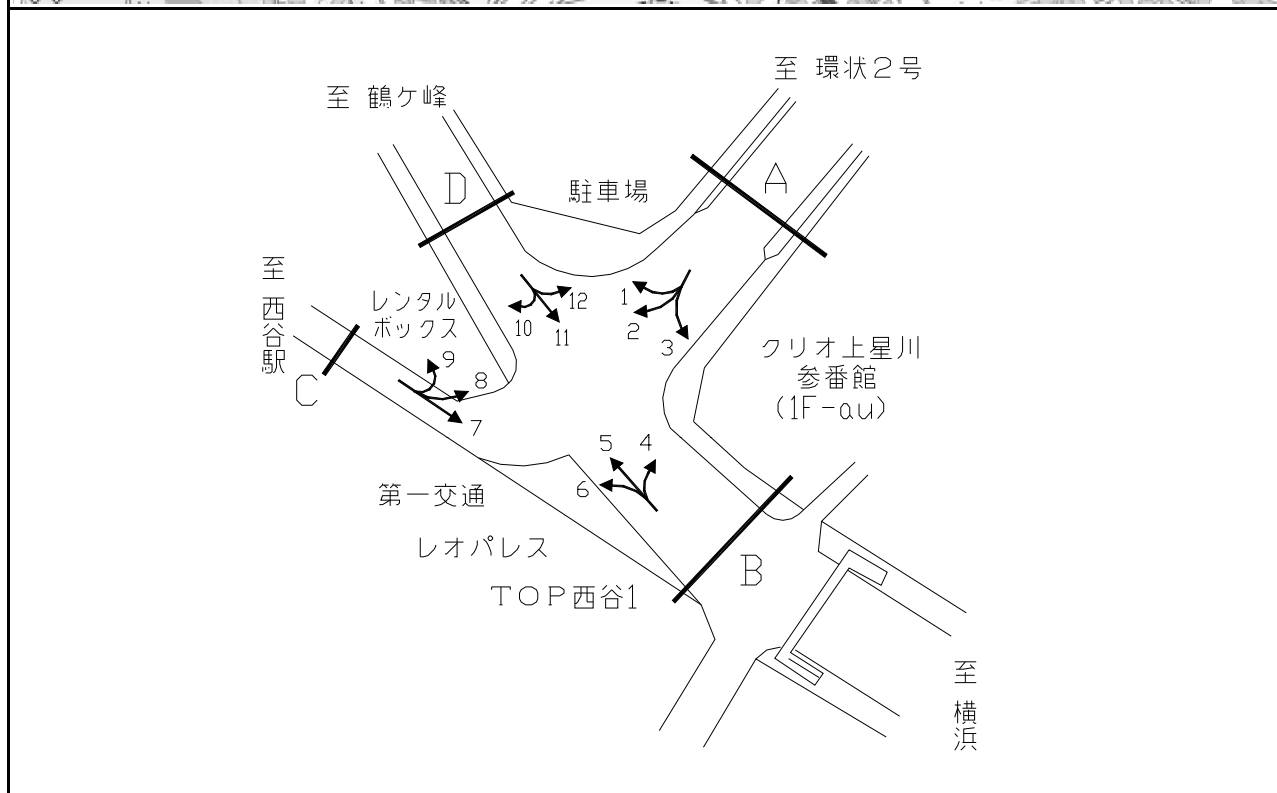 至 環状２号
至 鶴ケ峰
A
D
駐車場
至 西谷駅
レンタル
ボックス
12
1
10
11
2
3
クリオ上星川
参番館
(1F-au)
9
8
C
7
5
4
6
第一交通
レオパレス
B
ＴＯＰ西谷1
至 横浜